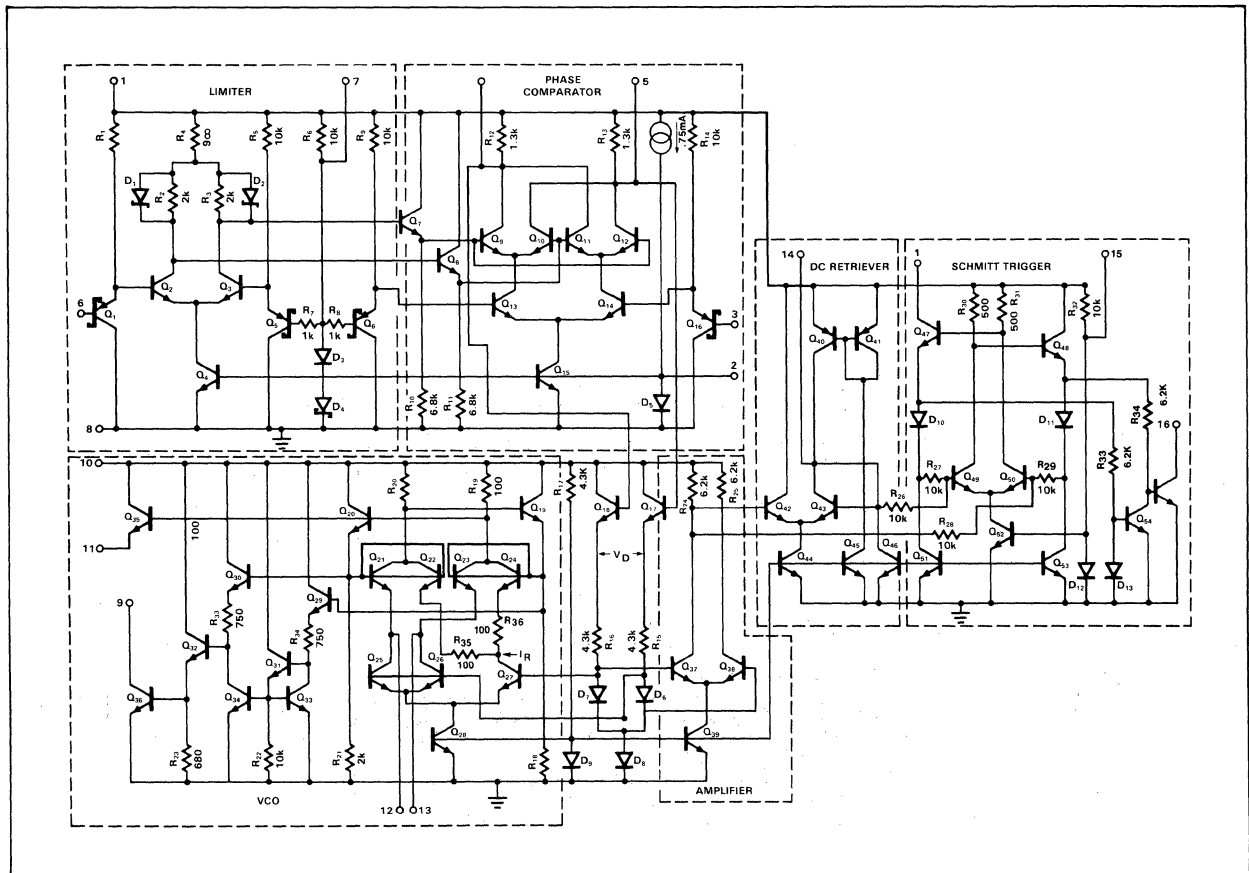 1
7
5
LIMITER
PHASE
COMPARATOR
R1
R4
900
R5
10k
R6
10k
R9
10k
R12
1.3k
R13
1.3k
.75mA
R14
10k
D1
R2
2k
R3
2k
D2
Q7
Q8
Q9
Q10
Q11
Q12
6
Q1
Q2
Q3
Q5
R7
1k
R8
1k
Q6
Q13
Q14
Q16
3
D3
Q4
D4
Q15
2
R10
6.8k
R11
6.8k
D5
8
14
DC RETRIEVER
1
SCHMITT TRIGGER
15
R30
500
R31
500
R32
10k
Q40
Q41
Q47
Q48
D10
D11
R34
6.2K
16
R33
6.2K
R27
10k
Q49
Q50
R29
10k
Q42
Q43
R26
10k
R28
10k
Q52
Q54
Q44
Q45
Q46
Q51
Q53
D12
D13
10
R20
R19
100
R17
4.3K
Q18
Q17
R24
6.2k
R25
6.2k
Q35
100
Q20
Q19
11
Q21
Q22
Q23
Q24
VD
Q30
Q29
R33
750
R34
750
R36
100
R35
100
IR
R16
4.3k
R15
4.3k
9
Q32
Q31
Q25
Q26
Q27
Q37
Q38
Q36
Q34
Q33
D7
D6
Q28
Q39
R23
680
R22
10k
R21
2k
R18
D9
D8
VCO
12
13
AMPLIFIER